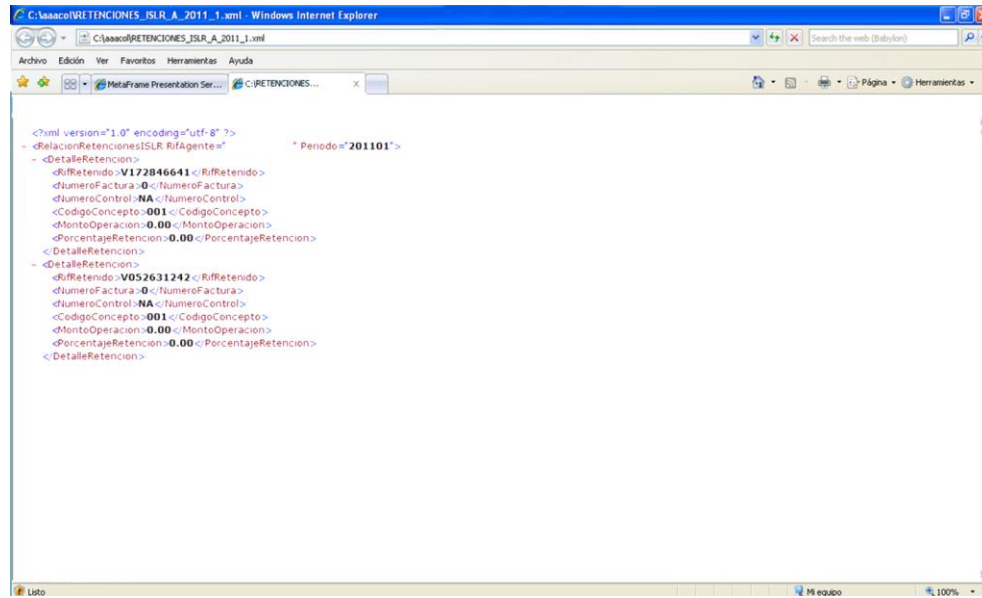 C:\aaacol\RETENCIONES_ISLR_A_2011_1.xml - Windows Internet Explorer
C:\aaacol\RETENCIONES_ISLR_A_2011_1.xml Search the web (Babylon)
Archivo Edición Ver Favoritos Herramientas Ayuda
MetaFrame Presentation Ser... C:\RETENCIONES... x Página Herramientas
<?xml version="1.0" encoding="utf-8" ?>
- <RelacionRetencionesISLR RifAgente=" " Periodo="201101">
- <DetalleRetencion>
<RifRetenido>V172846641</RifRetenido>
<NumeroFactura>0</NumeroFactura>
<NumeroControl>NA</NumeroControl>
<CodigoConcepto>001</CodigoConcepto>
<MontoOperacion>0.00</MontoOperacion>
<PorcentajeRetencion>0.00</PorcentajeRetencion>
</DetalleRetencion>
- <DetalleRetencion>
<RifRetenido>V052631242</RifRetenido>
<NumeroFactura>0</NumeroFactura>
<NumeroControl>NA</NumeroControl>
<CodigoConcepto>001</CodigoConcepto>
<MontoOperacion>0.00</MontoOperacion>
<PorcentajeRetencion>0.00</PorcentajeRetencion>
</DetalleRetencion>
Listo Mi equipo 100%